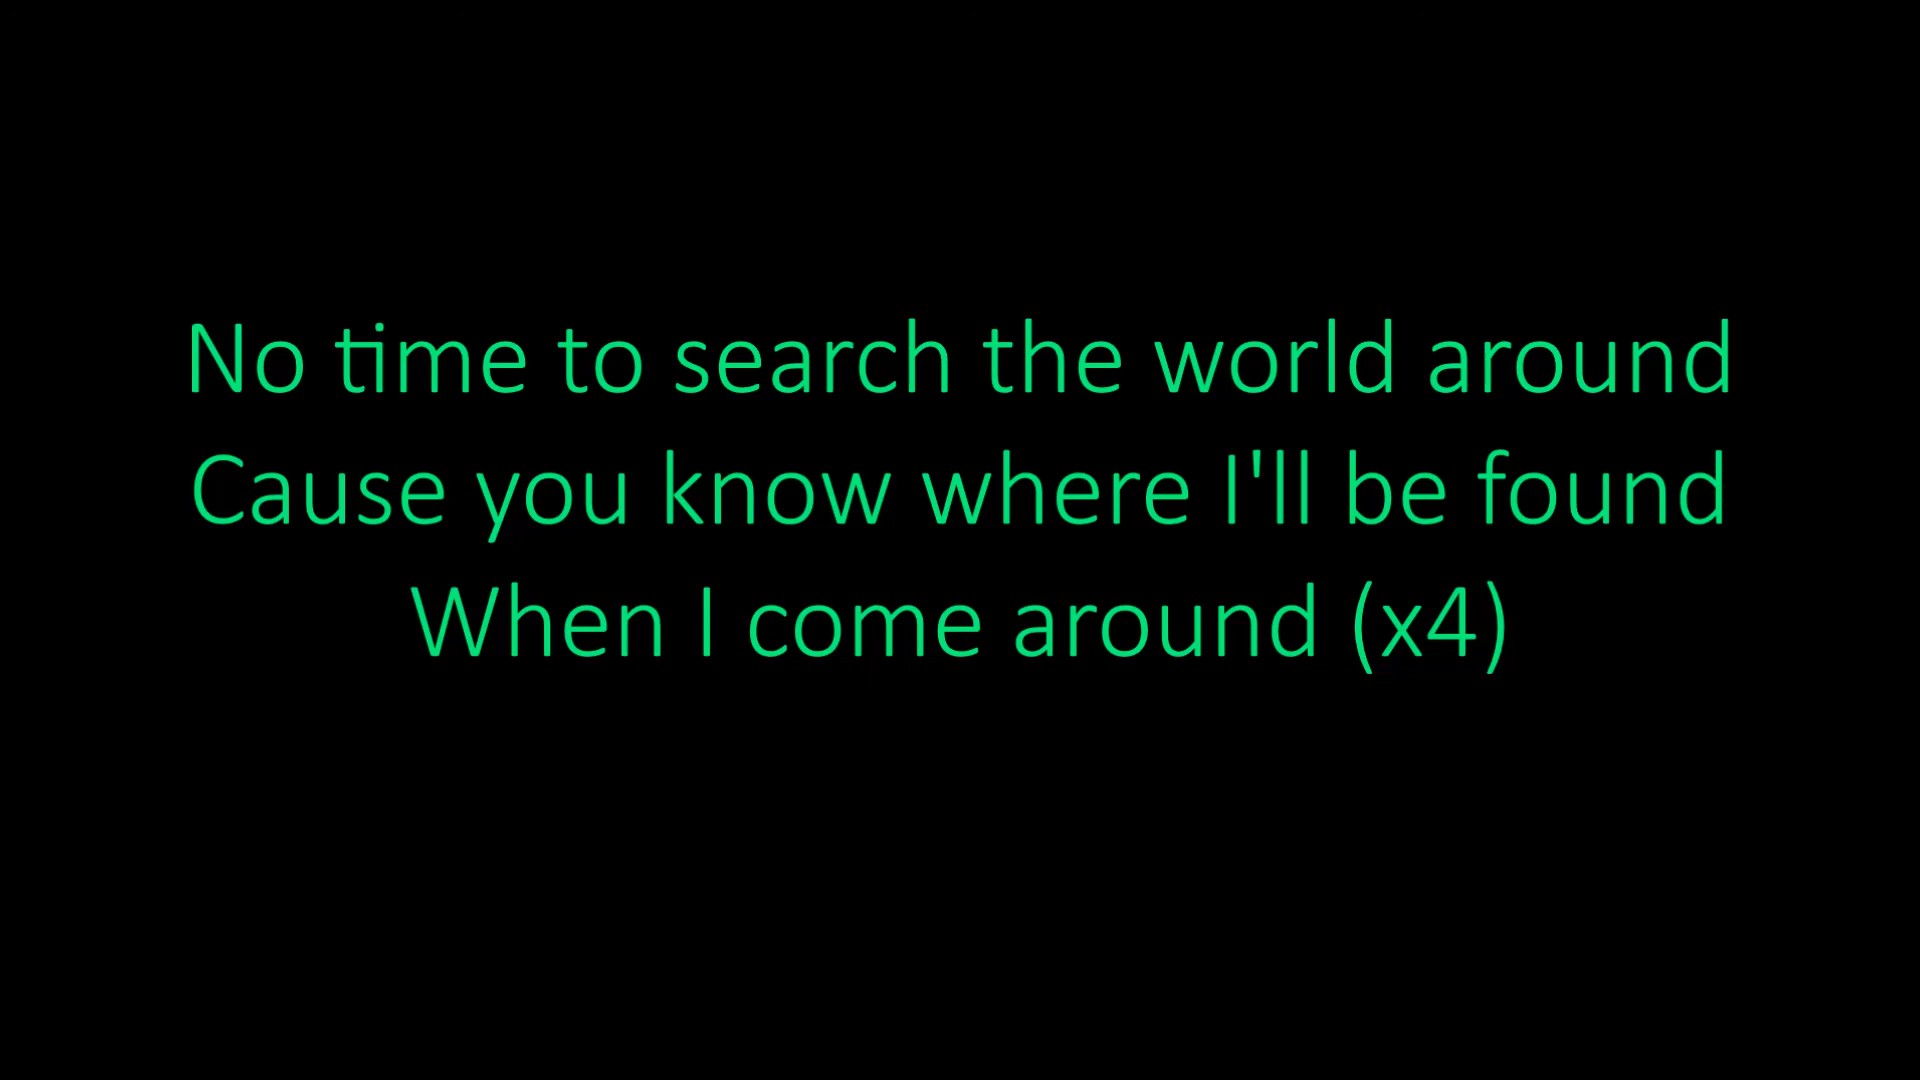 No time to search the world around
Cause you know where I'll be found
When I come around (x4)